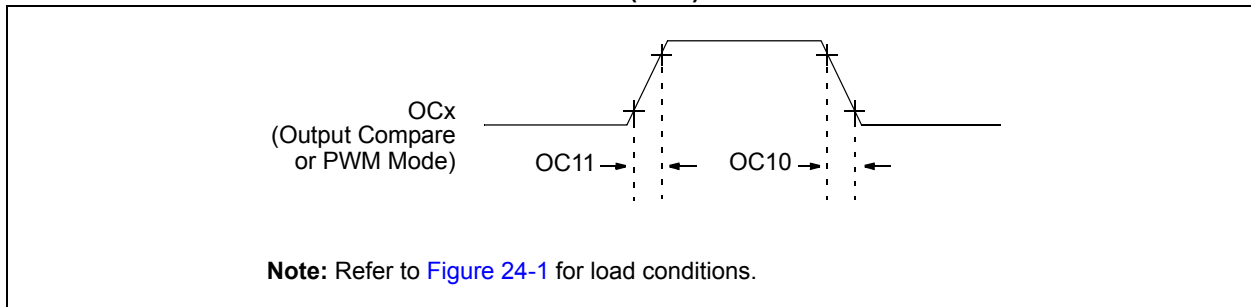 OCx
(Output Compare
or PWM Mode)
OC11
OC10
Note: Refer to Figure 24-1 for load conditions.